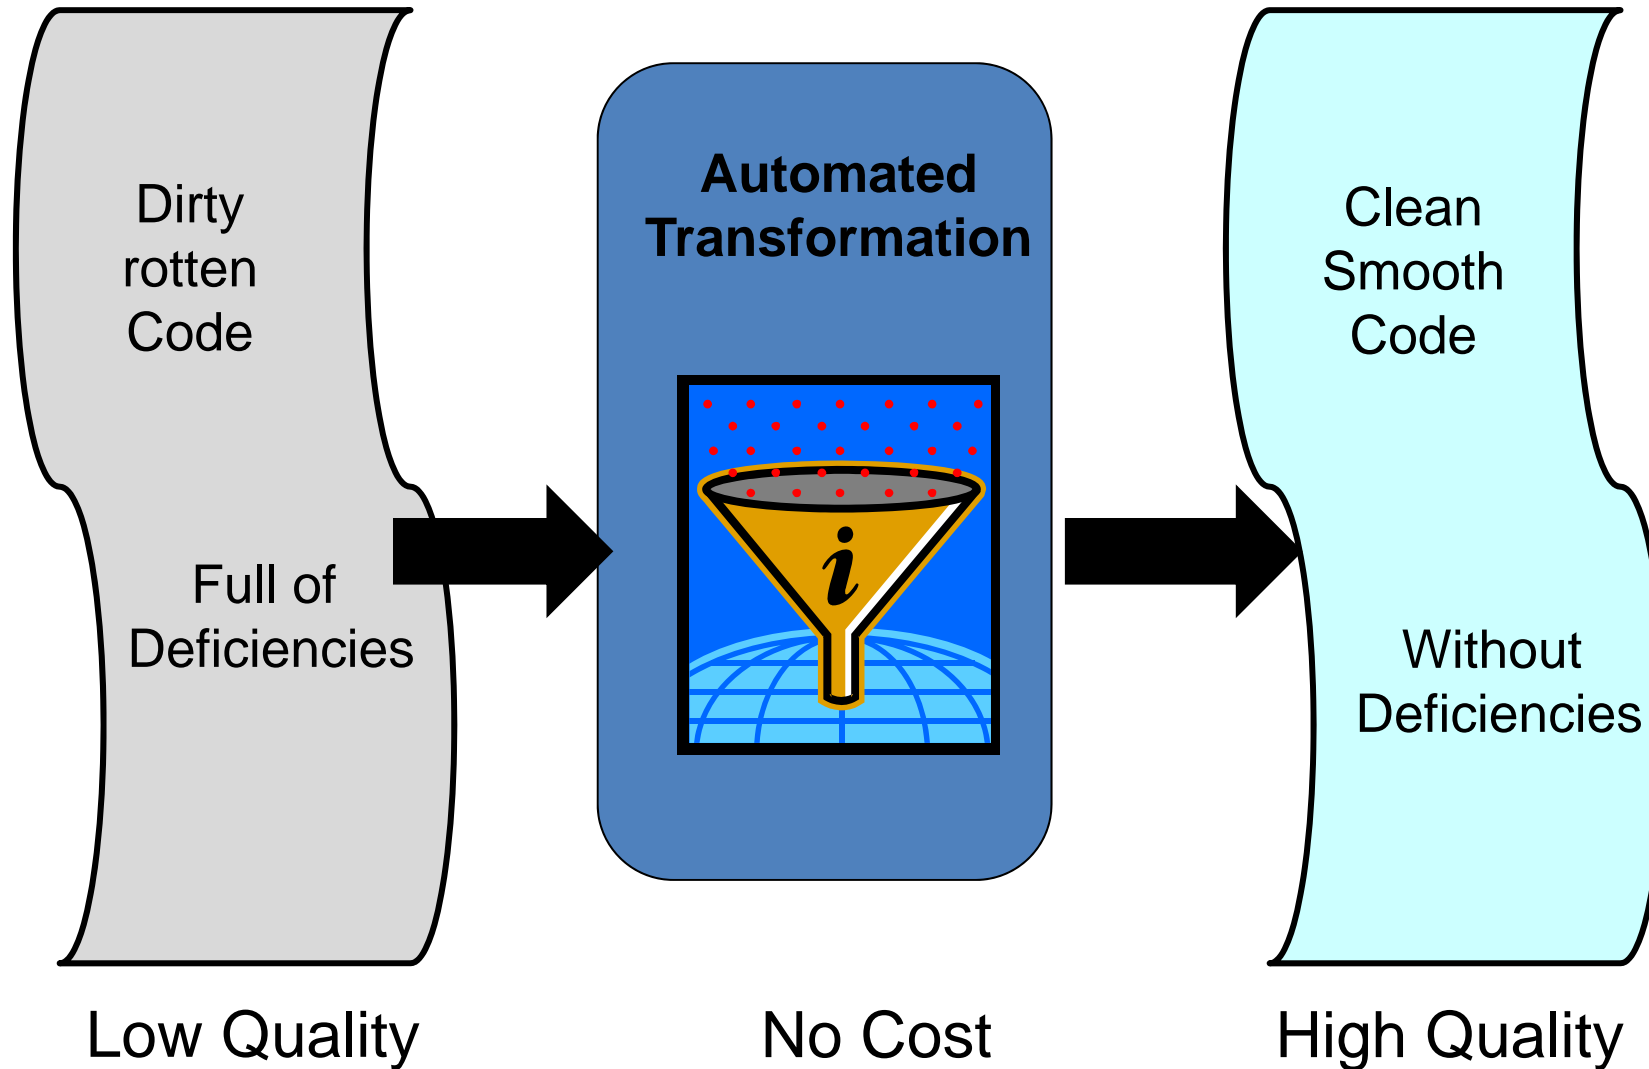 Dirty
rotten
Code
Full of
Deficiencies
Automated
Transformation
i
Clean
Smooth
Code
Without
Deficiencies
Low Quality
No Cost
High Quality